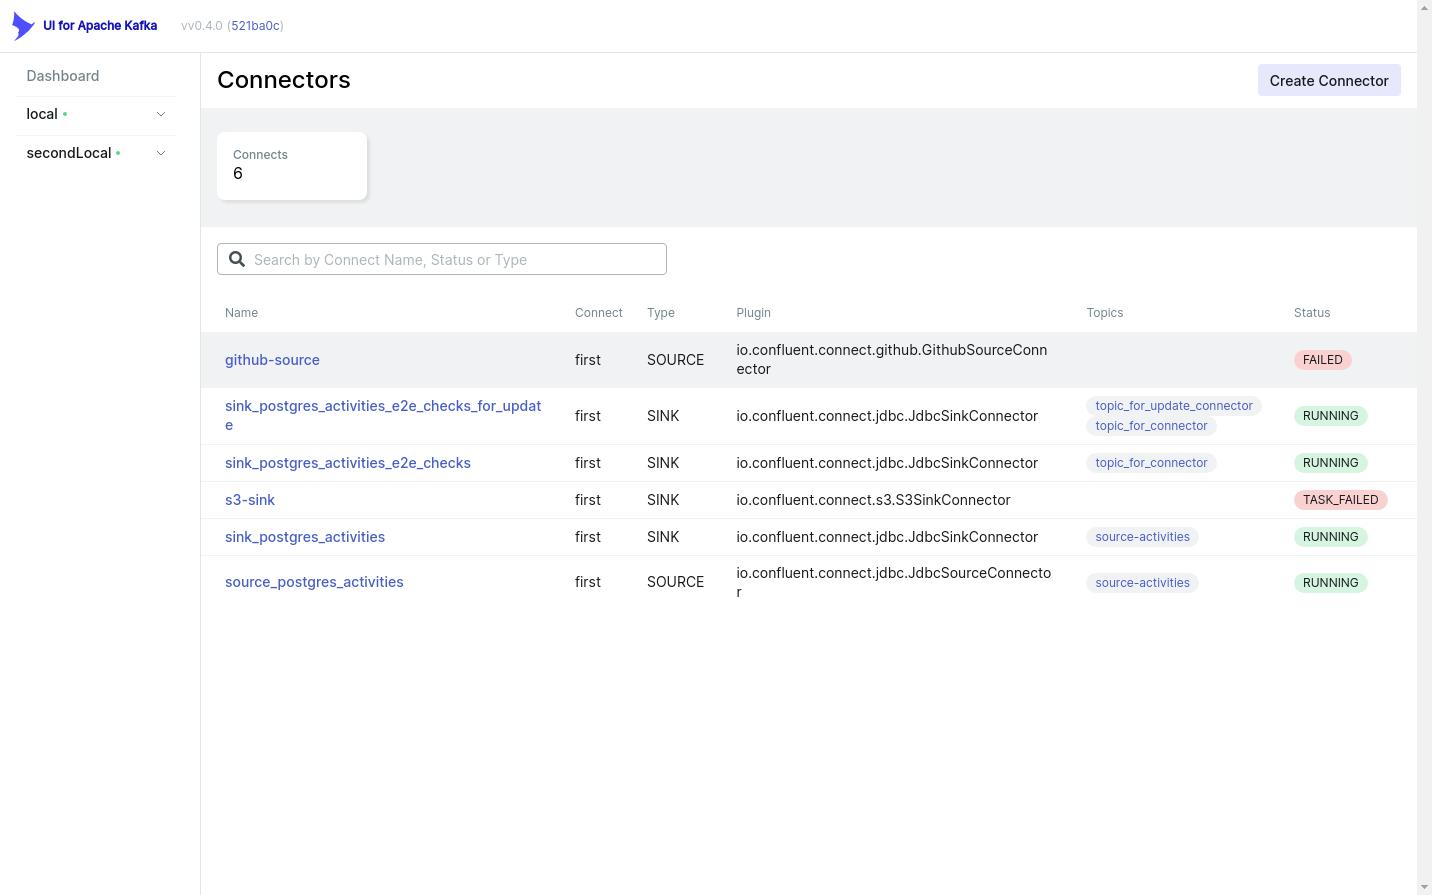 UI for Apache Kafka
vv0.4.0 (521ba0c)
Dashboard
local
secondLocal
Connectors
Create Connector
Connects
6
Search by Connect Name, Status or Type
Name Connect Type Plugin Topics Status
github-source first SOURCE io.confluent.connect.github.GithubSourceConn
ector FAILED
sink_postgres_activities_e2e_checks_for_updat
e first SINK io.confluent.connect.jdbc.JdbcSinkConnector topic_for_update_connector
topic_for_connector RUNNING
sink_postgres_activities_e2e_checks first SINK io.confluent.connect.jdbc.JdbcSinkConnector topic_for_connector RUNNING
s3-sink first SINK io.confluent.connect.s3.S3SinkConnector TASK_FAILED
sink_postgres_activities first SINK io.confluent.connect.jdbc.JdbcSinkConnector source-activities RUNNING
source_postgres_activities first SOURCE io.confluent.connect.jdbc.JdbcSourceConnecto
r source-activities RUNNING